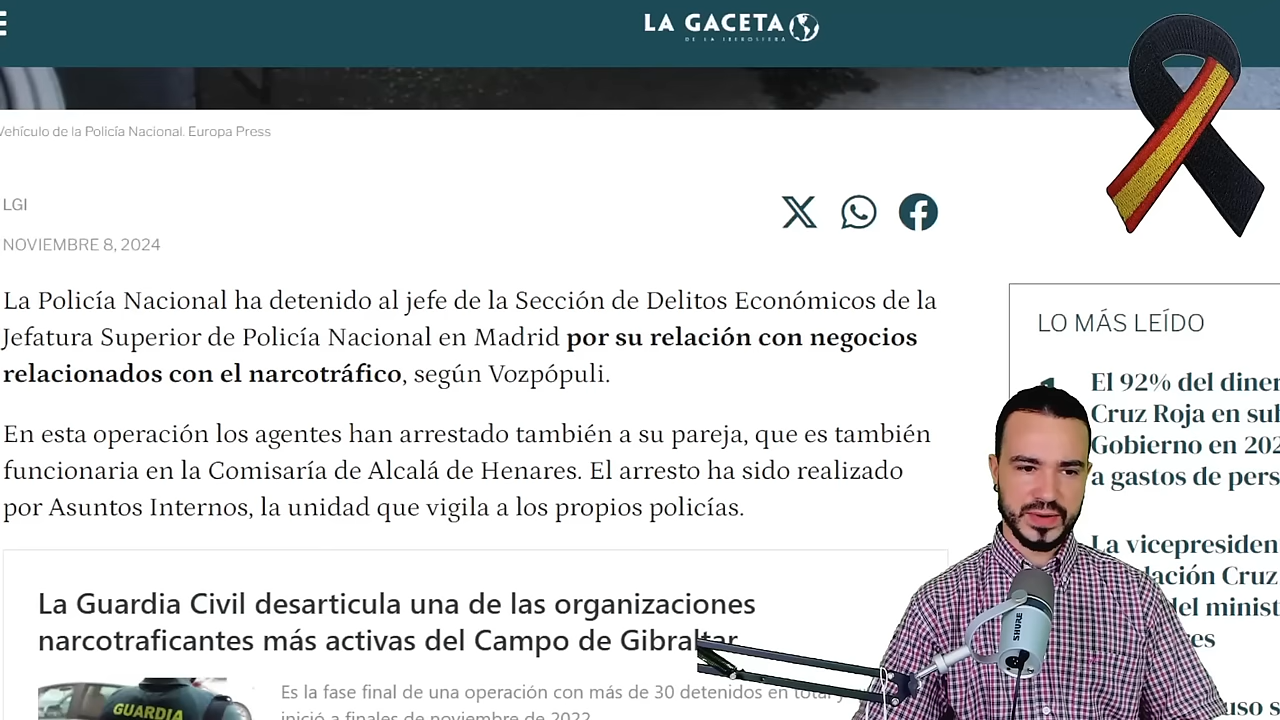 LA GACETA
DE LA IBEROSFERA
Vehículo de la Policía Nacional. Europa Press
LGI
NOVIEMBRE 8, 2024
La Policía Nacional ha detenido al jefe de la Sección de Delitos Económicos de la
Jefatura Superior de Policía Nacional en Madrid por su relación con negocios
relacionados con el narcotráfico, según Vozpópuli.
En esta operación los agentes han arrestado también a su pareja, que es también
funcionaria en la Comisaría de Alcalá de Henares. El arresto ha sido realizado
por Asuntos Internos, la unidad que vigila a los propios policías.
La Guardia Civil desarticula una de las organizaciones
narcotraficantes más activas del Campo de Gibraltar
Es la fase final de una operación con más de 30 detenidos en total y
inició a finales de noviembre de 2022
GUARDIA
LO MÁS LEÍDO
1
El 92% del diner
Cruz Roja en sub
Gobierno en 202
a gastos de pers
La vicepresiden
Cruz
del minist
SHURE